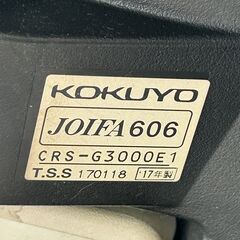 KOKUYO
JOIFA 606
CRS-G3000E1
T.S.S 170118 '17年製